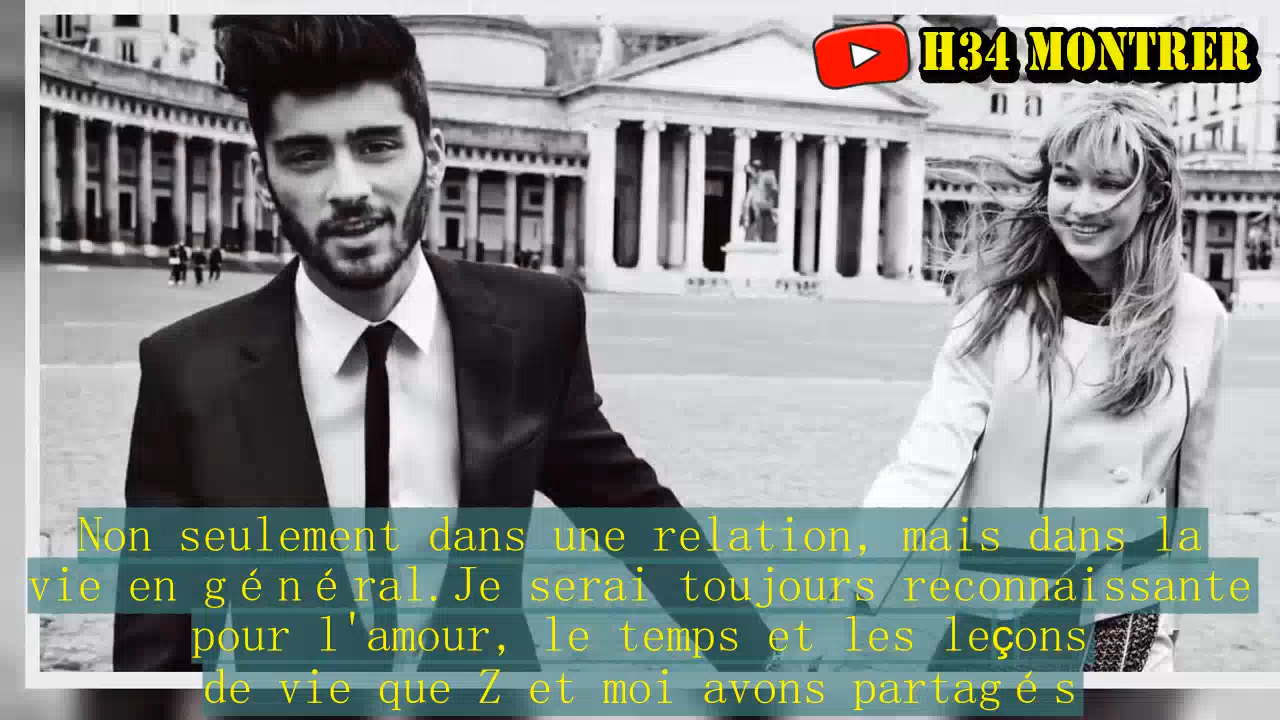 H34 MONTRER
Non seulement dans une relation, mais dans la
vie en général.Je serai toujours reconnaissante
pour l'amour, le temps et les leçons
de vie que Z et moi avons partagés